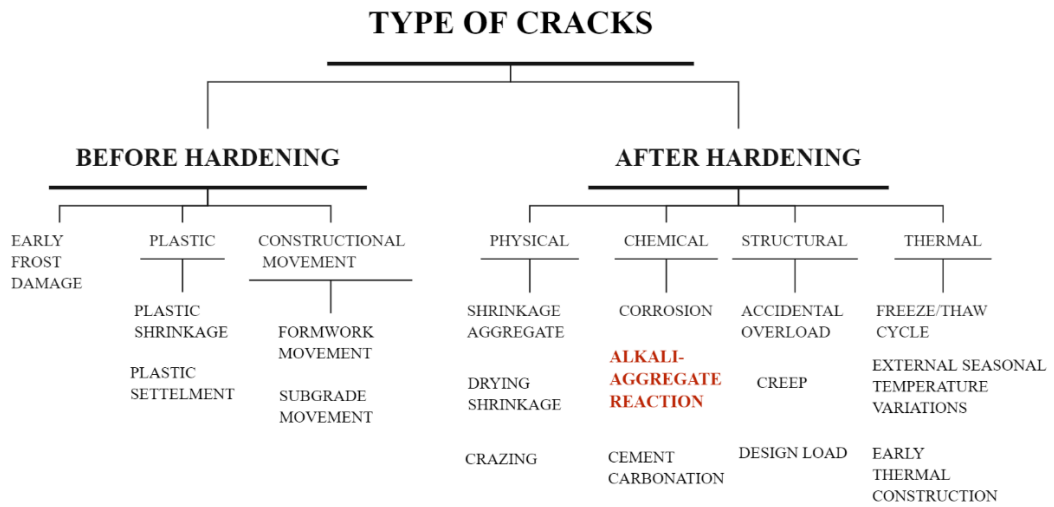 TYPE OF CRACKS
BEFORE HARDENING
AFTER HARDENING
EARLY
FROST
DAMAGE
PLASTIC
CONSTRUCTIONAL
MOVEMENT
PLASTIC
SHRINKAGE
PLASTIC
SETTELMENT
FORMWORK
MOVEMENT
SUBGRADE
MOVEMENT
PHYSICAL
CHEMICAL
STRUCTURAL
THERMAL
SHRINKAGE
AGGREGATE
DRYING
SHRINKAGE
CRAZING
CORROSION
ALKALI-
AGGREGATE
REACTION
CEMENT
CARBONATION
ACCIDENTAL
OVERLOAD
CREEP
DESIGN LOAD
FREEZE/THAW
CYCLE
EXTERNAL SEASONAL
TEMPERATURE
VARIATIONS
EARLY
THERMAL
CONSTRUCTION